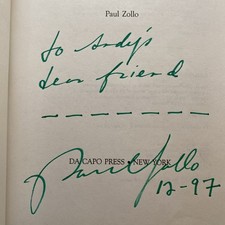 Paul Zollo
to Andy's
dear friend
DA CAPO PRESS • NEW YORK
Paul Zollo
12-97